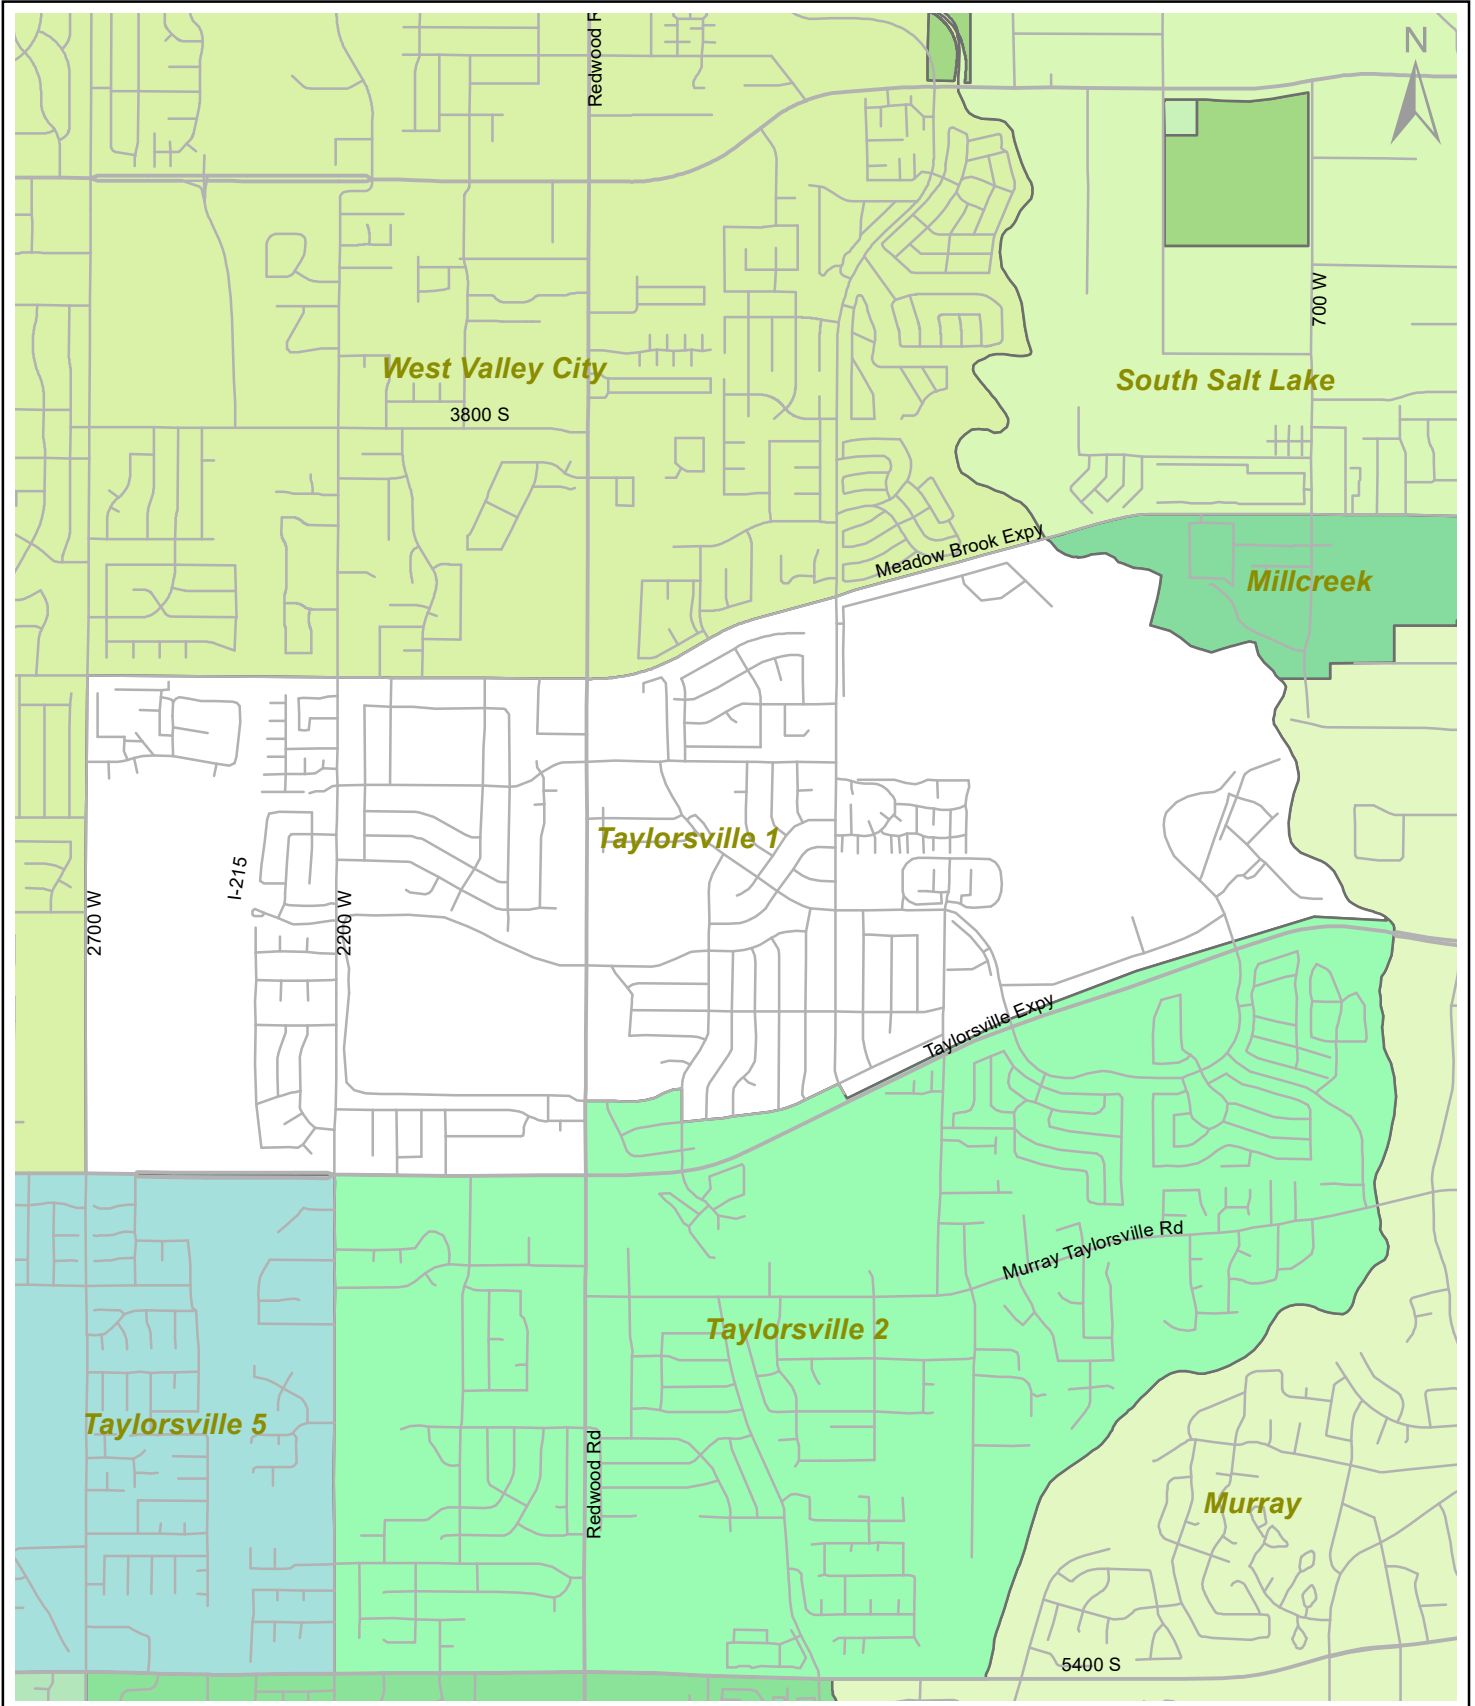 Redwood R
N
700 W
West Valley City
South Salt Lake
3800 S
Meadow Brook Expy
Millcreek
Taylorsville 1
I-215
2700 W
2200 W
Taylorsville Expy
Murray Taylorsville Rd
Taylorsville 2
Taylorsville 5
Redwood Rd
Murray
5400 S